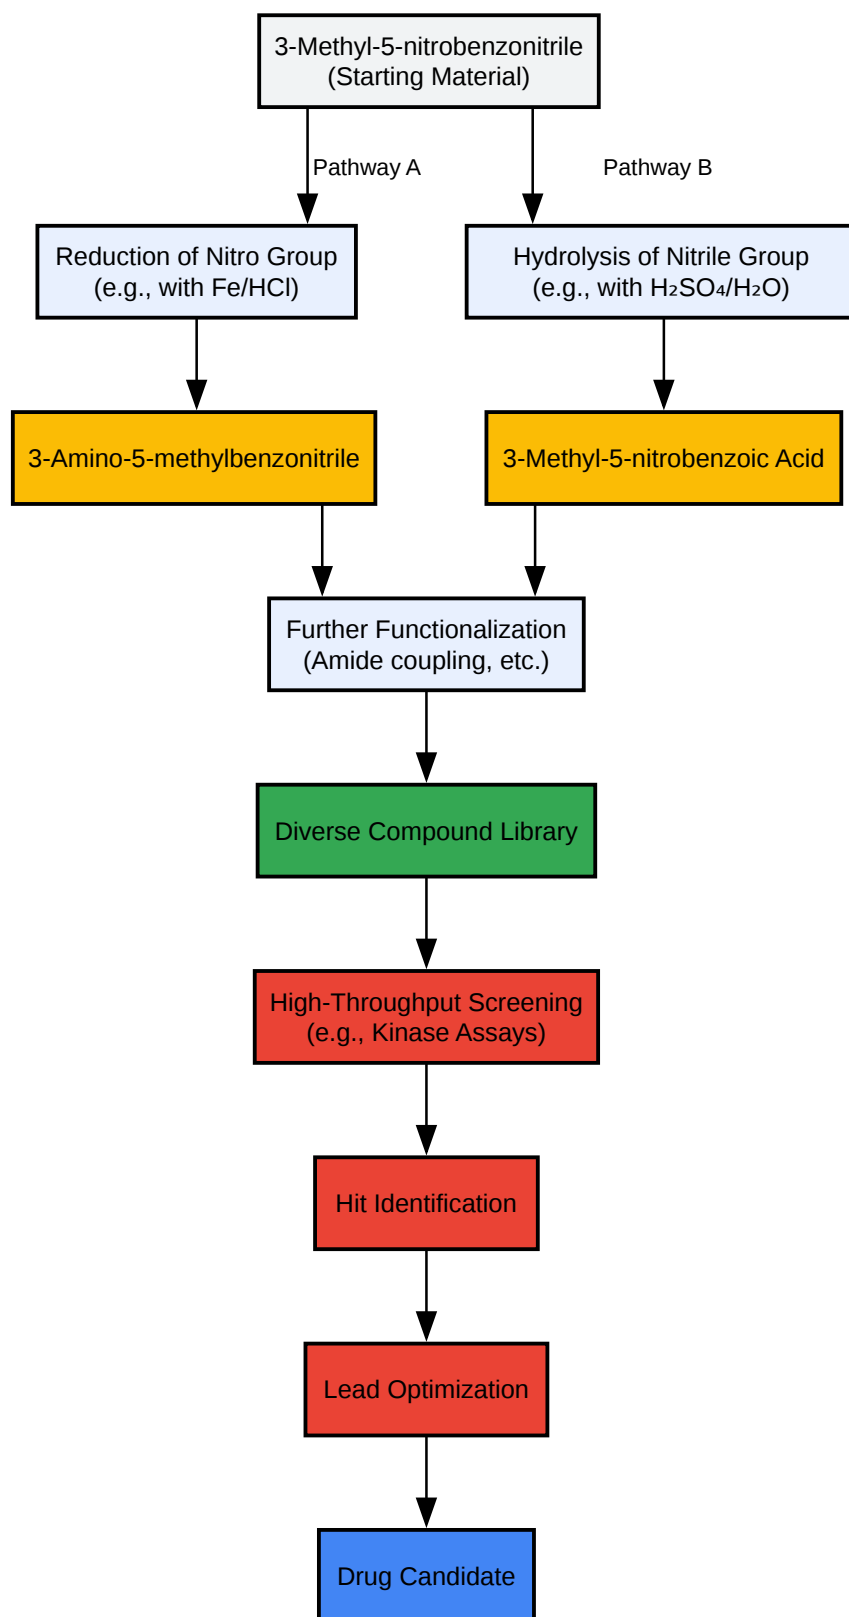 3-Methyl-5-nitrobenzonitrile
(Starting Material)
Pathway A
Pathway B
Reduction of Nitro Group
(e.g., with Fe/HCl)
Hydrolysis of Nitrile Group
(e.g., with H₂SO₄/H₂O)
3-Amino-5-methylbenzonitrile
3-Methyl-5-nitrobenzoic Acid
Further Functionalization
(Amide coupling, etc.)
Diverse Compound Library
High-Throughput Screening
(e.g., Kinase Assays)
Hit Identification
Lead Optimization
Drug Candidate